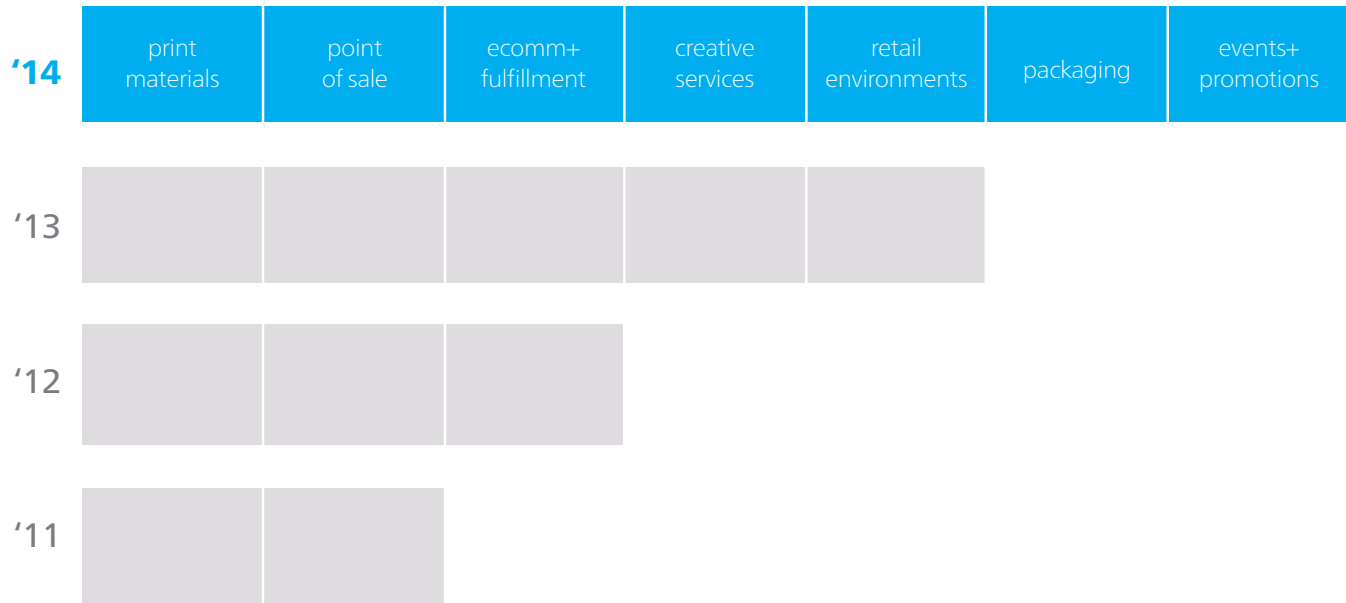 ‘14
print
materials
point
of sale
ecomm+
fulfillment
creative
services
retail
environments
packaging
events+
promotions
‘13
‘12
‘11